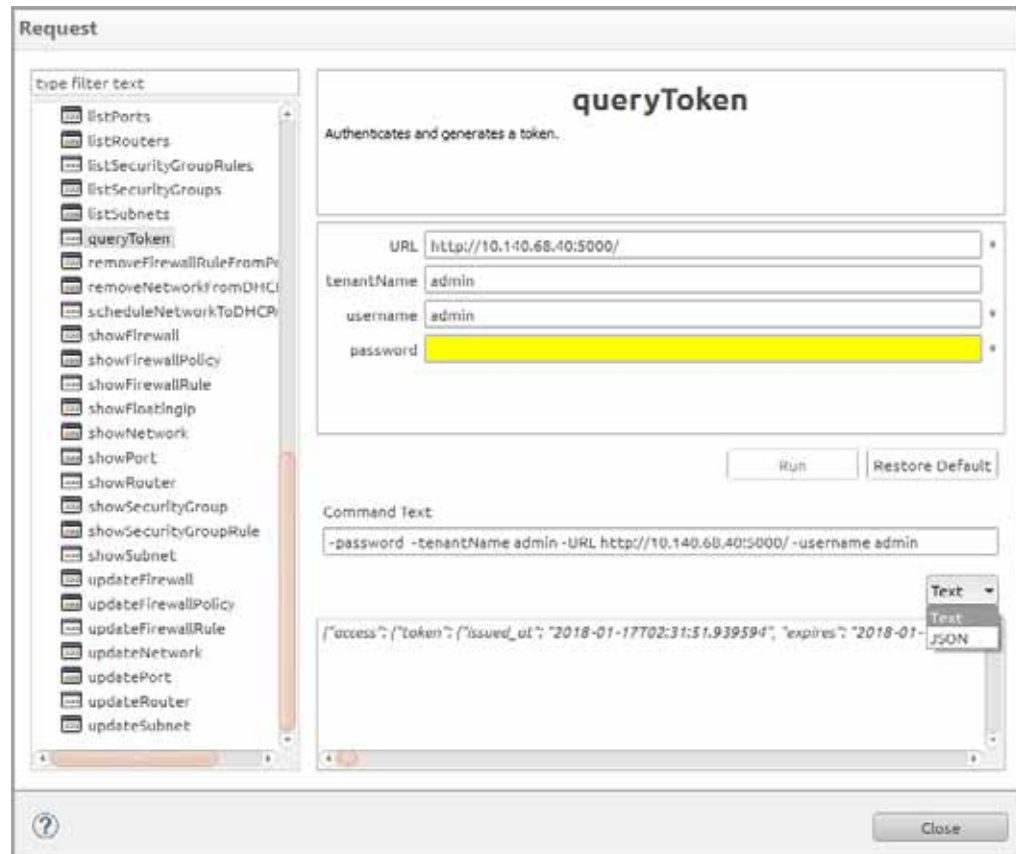 Request
type filter text
listPorts
listRouters
listSecurityGroupRules
listSecurityGroups
listSubnets
queryToken
removeFirewallRuleFromPo
removeNetworkFromDHCP
scheduleNetworkToDHCP
showFirewall
showFirewallPolicy
showFirewallRule
showFloatingIp
showNetwork
showPort
showRouter
showSecurityGroup
showSecurityGroupRule
showSubnet
updateFirewall
updateFirewallPolicy
updateFirewallRule
updateNetwork
updatePort
updateRouter
updateSubnet
queryToken
Authenticates and generates a token.
URL http://10.140.68.40:5000/ *
tenantName admin
username admin *
password *
Run Restore Default
Command Text
-password -tenantName admin -URL http://10.140.68.40:5000/ -username admin
Text
Text
JSON
{"access": {"token": {"issued_at": "2018-01-17T02:31:51.939594", "expires": "2018-01-
Close